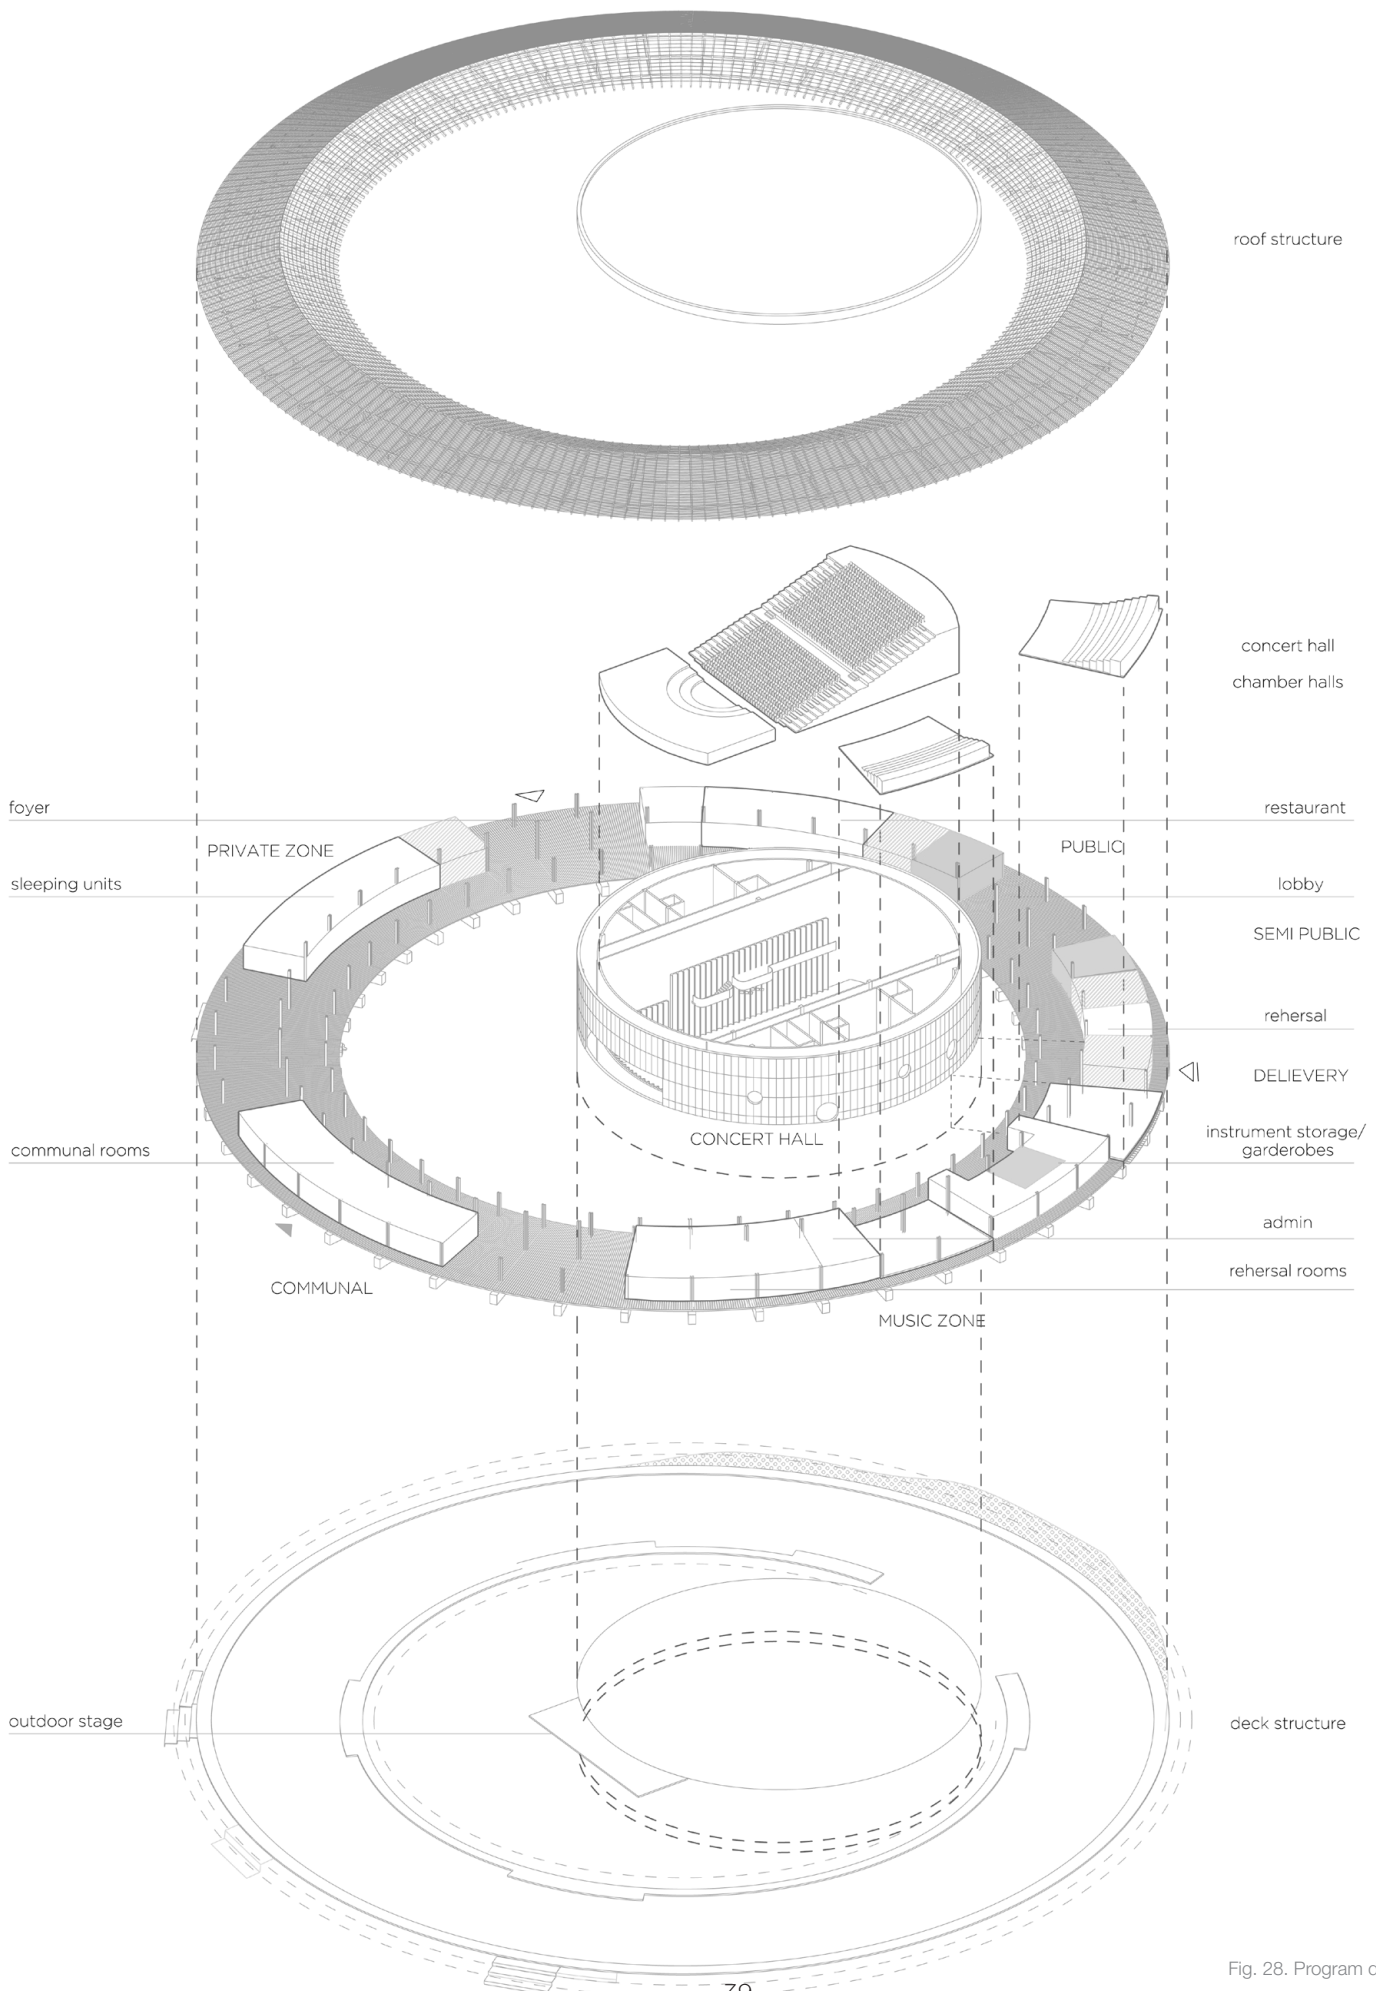 roof structure
concert hall
chamber halls
foyer
restaurant
PRIVATE ZONE
PUBLIC
sleeping units
lobby
SEMI PUBLIC
rehersal
DELIEVERY
CONCERT HALL
communal rooms
instrument storage/
garderobes
admin
rehersal rooms
COMMUNAL
MUSIC ZONE
outdoor stage
deck structure
Fig. 28. Program